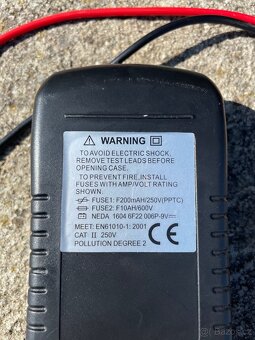 WARNING
TO AVOID ELECTRIC SHOCK,
REMOVE TEST LEADS BEFORE
OPENING CASE.
TO PREVENT FIRE, INSTALL
FUSES WITH AMP/VOLT RATING
SHOWN.
FUSE1: F200mAH/250V(PPTC)
FUSE2: F10AH/600V
NEDA 1604 6F22 006P-9V
MEET: EN61010-1: 2001
CAT II 250V
POLLUTION DEGREE 2 CE